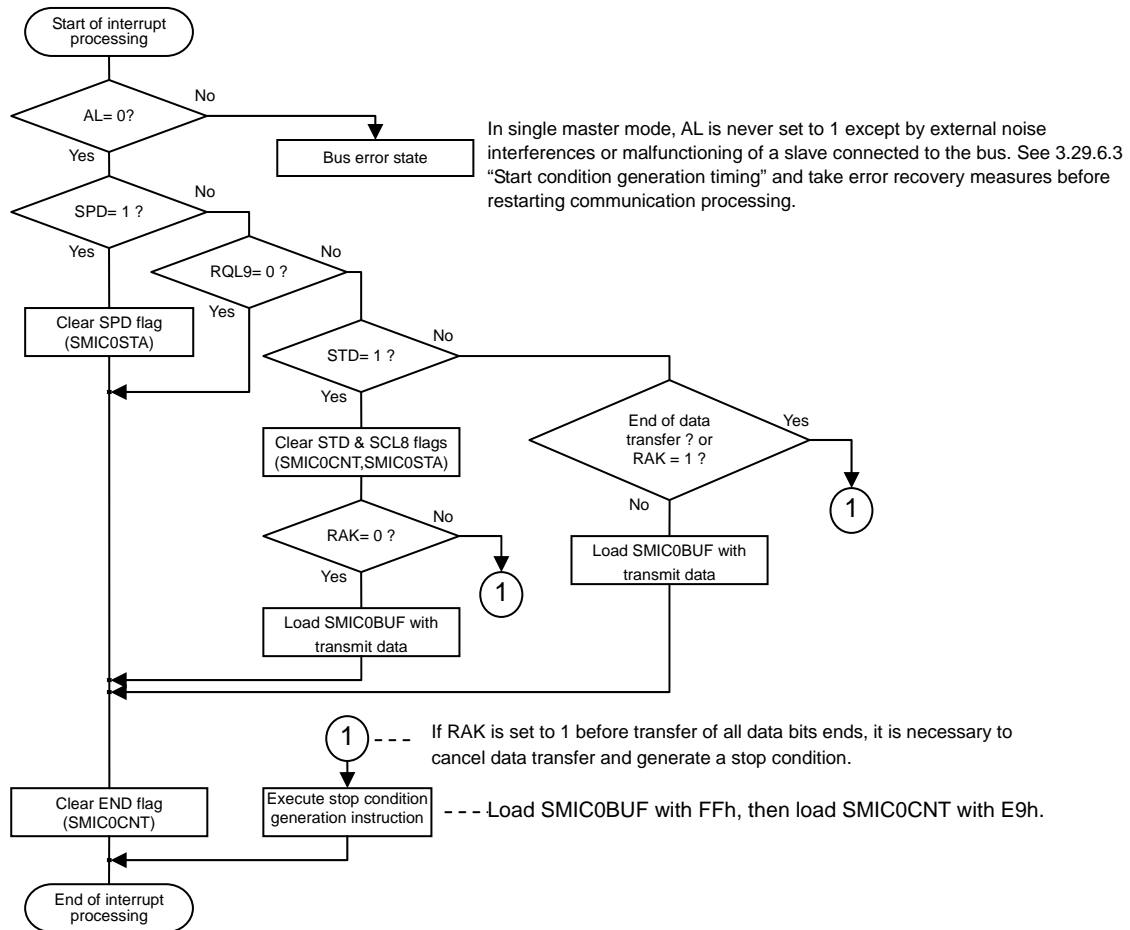 Start of interrupt
processing
No
AL= 0?
Yes
Bus error state
In single master mode, AL is never set to 1 except by external noise
interferences or malfunctioning of a slave connected to the bus. See 3.29.6.3
“Start condition generation timing” and take error recovery measures before
restarting communication processing.
No
SPD= 1 ?
Yes
No
RQL9= 0 ?
Yes
Clear SPD flag
(SMIC0STA)
No
STD= 1 ?
Yes
End of data
transfer ? or
RAK = 1 ?
Yes
No
1
Clear STD & SCL8 flags
(SMIC0CNT,SMIC0STA)
No
RAK= 0 ?
Yes
1
Load SMIC0BUF with
transmit data
Load SMIC0BUF with
transmit data
1
If RAK is set to 1 before transfer of all data bits ends, it is necessary to
cancel data transfer and generate a stop condition.
Clear END flag
(SMIC0CNT)
Execute stop condition
generation instruction
Load SMIC0BUF with FFh, then load SMIC0CNT with E9h.
End of interrupt
processing